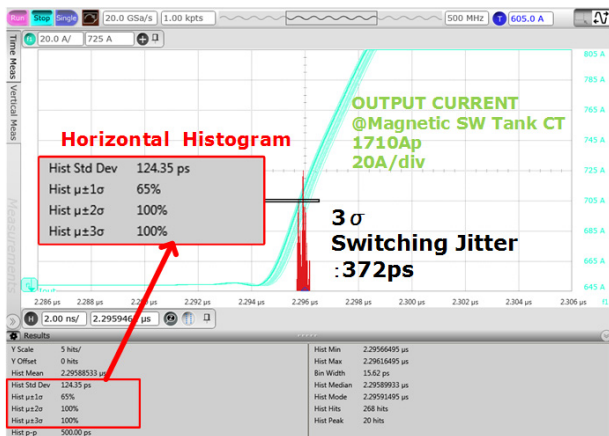 Run Stop Single 20.0 GSa/s 1.00 kpts 500 MHz T 605.0 A
f1 20.0 A/ 725 A
Time Meas
Vertical Meas
Measurements
805 A
785 A
765 A
745 A
725 A
705 A
685 A
665 A
645 A
OUTPUT CURRENT
@Magnetic SW Tank CT
1710Ap
20A/div
Horizontal Histogram
Hist Std Dev 124.35 ps
Hist µ±1σ 65%
Hist µ±2σ 100%
Hist µ±3σ 100%
3σ
Switching Jitter
:372ps
2.286 µs 2.288 µs 2.290 µs 2.292 µs 2.294 µs 2.296 µs 2.298 µs 2.300 µs 2.302 µs 2.304 µs 2.306 µs f1
H 2.00 ns/ 2.2959466 µs
Results
Y Scale 5 hits/
Y Offset 0 hits
Hist Mean 2.29588533 µs
Hist Std Dev 124.35 ps
Hist µ±1σ 65%
Hist µ±2σ 100%
Hist µ±3σ 100%
Hist p-p 500.00 ps
Hist Min 2.29566495 µs
Hist Max 2.29616495 µs
Bin Width 15.62 ps
Hist Median 2.29589933 µs
Hist Mode 2.29591495 µs
Hist Hits 268 hits
Hist Peak 20 hits